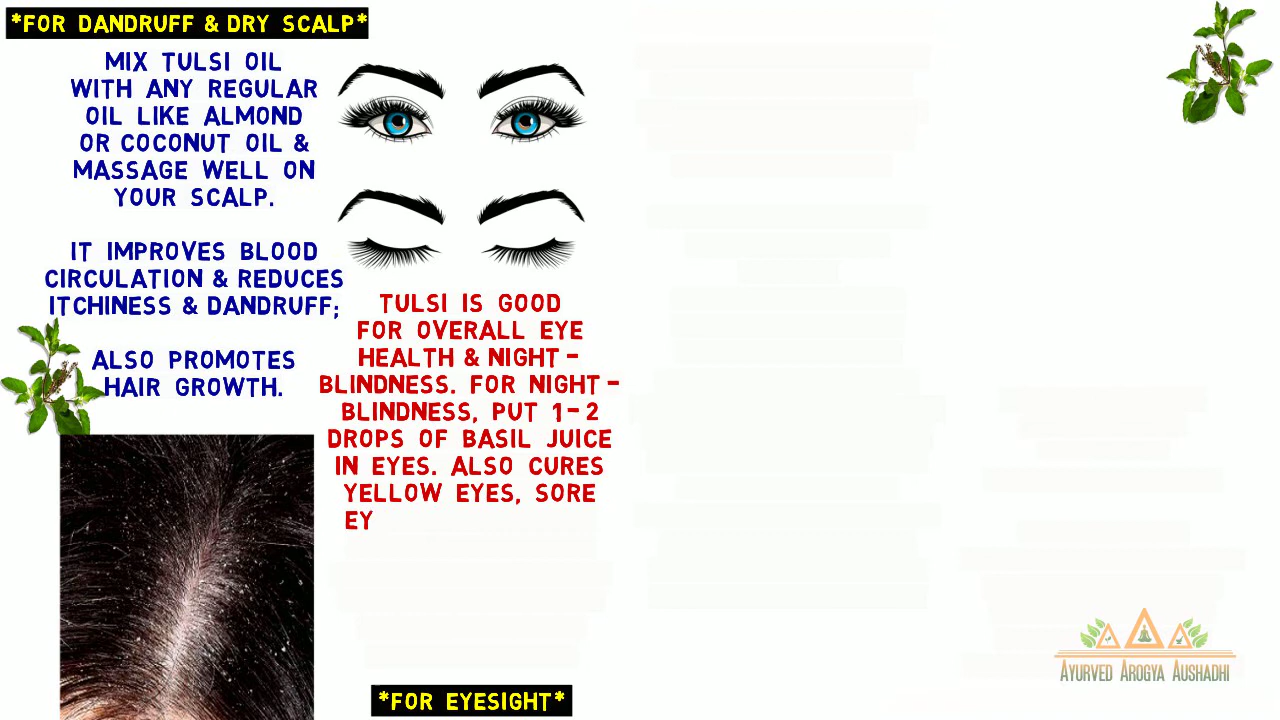 *FOR DANDRUFF & DRY SCALP*
MIX TULSI OIL
WITH ANY REGULAR
OIL LIKE ALMOND
OR COCONUT OIL &
MASSAGE WELL ON
YOUR SCALP.
IT IMPROVES BLOOD
CIRCULATION & REDUCES
ITCHINESS & DANDRUFF;
ALSO PROMOTES
HAIR GROWTH.
TULSI IS GOOD
FOR OVERALL EYE
HEALTH & NIGHT-
BLINDNESS. FOR NIGHT-
BLINDNESS, PUT 1-2
DROPS OF BASIL JUICE
IN EYES. ALSO CURES
YELLOW EYES, SORE
EY
*FOR EYESIGHT*
AYURVED AROGYA AUSHADHI